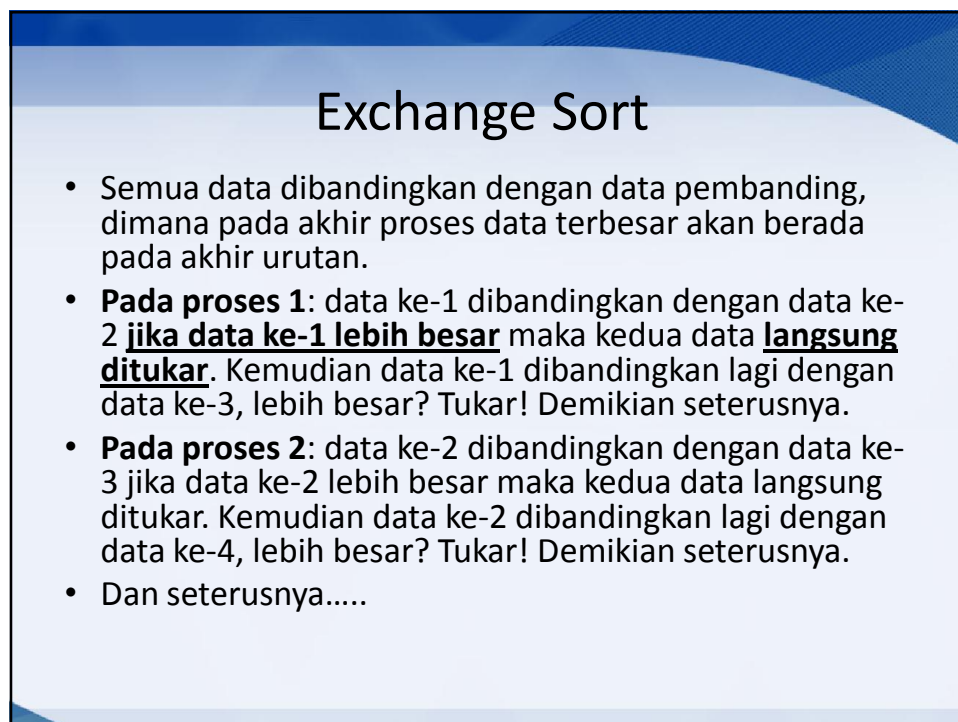 Exchange Sort
• Semua data dibandingkan dengan data pembanding,
dimana pada akhir proses data terbesar akan berada
pada akhir urutan.
• Pada proses 1: data ke-1 dibandingkan dengan data ke-
2 jika data ke-1 lebih besar maka kedua data langsung
ditukar. Kemudian data ke-1 dibandingkan lagi dengan
data ke-3, lebih besar? Tukar! Demikian seterusnya.
• Pada proses 2: data ke-2 dibandingkan dengan data ke-
3 jika data ke-2 lebih besar maka kedua data langsung
ditukar. Kemudian data ke-2 dibandingkan lagi dengan
data ke-4, lebih besar? Tukar! Demikian seterusnya.
• Dan seterusnya…..